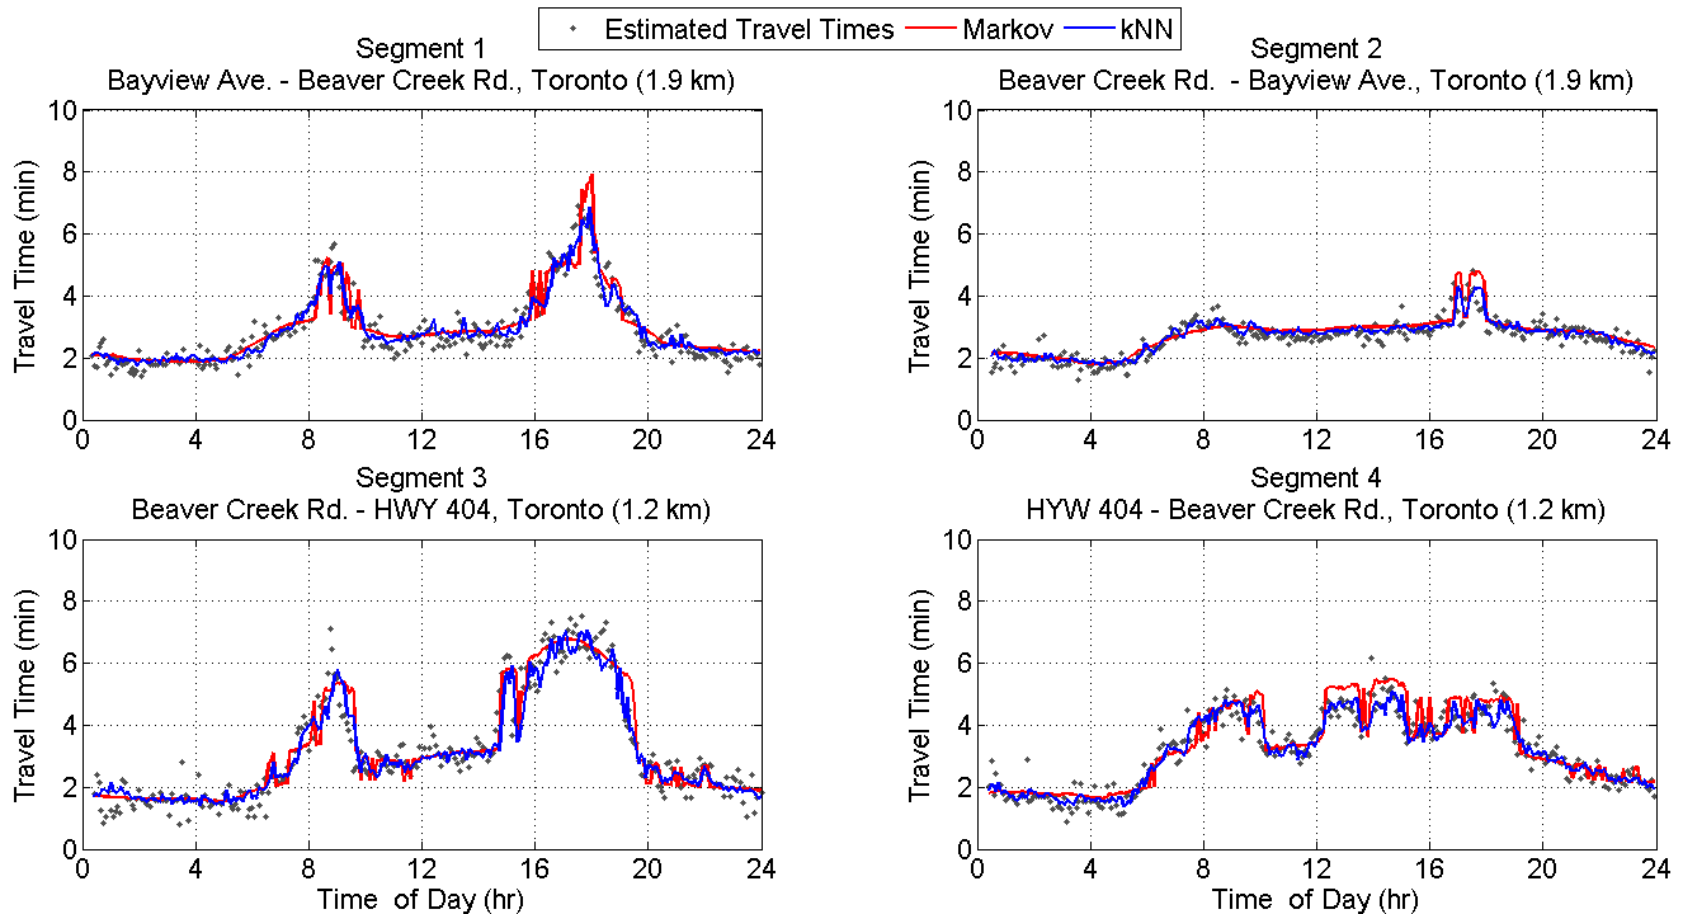 Estimated Travel Times Markov kNN
Segment 1
Bayview Ave. - Beaver Creek Rd., Toronto (1.9 km)
Travel Time (min)
10
8
6
4
2
0
0 4 8 12 16 20 24
Segment 2
Beaver Creek Rd. - Bayview Ave., Toronto (1.9 km)
Travel Time (min)
10
8
6
4
2
0
0 4 8 12 16 20 24
Segment 3
Beaver Creek Rd. - HWY 404, Toronto (1.2 km)
Travel Time (min)
10
8
6
4
2
0
0 4 8 12 16 20 24
Time of Day (hr)
Segment 4
HYW 404 - Beaver Creek Rd., Toronto (1.2 km)
Travel Time (min)
10
8
6
4
2
0
0 4 8 12 16 20 24
Time of Day (hr)